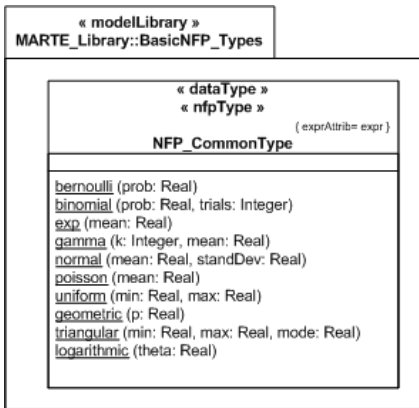 « modelLibrary »
MARTE_Library::BasicNFP_Types
« dataType »
« nfpType »
{ exprAttrib= expr }
NFP_CommonType
bernoulli (prob: Real)
binomial (prob: Real, trials: Integer)
exp (mean: Real)
gamma (k: Integer, mean: Real)
normal (mean: Real, standDev: Real)
poisson (mean: Real)
uniform (min: Real, max: Real)
geometric (p: Real)
triangular (min: Real, max: Real, mode: Real)
logarithmic (theta: Real)